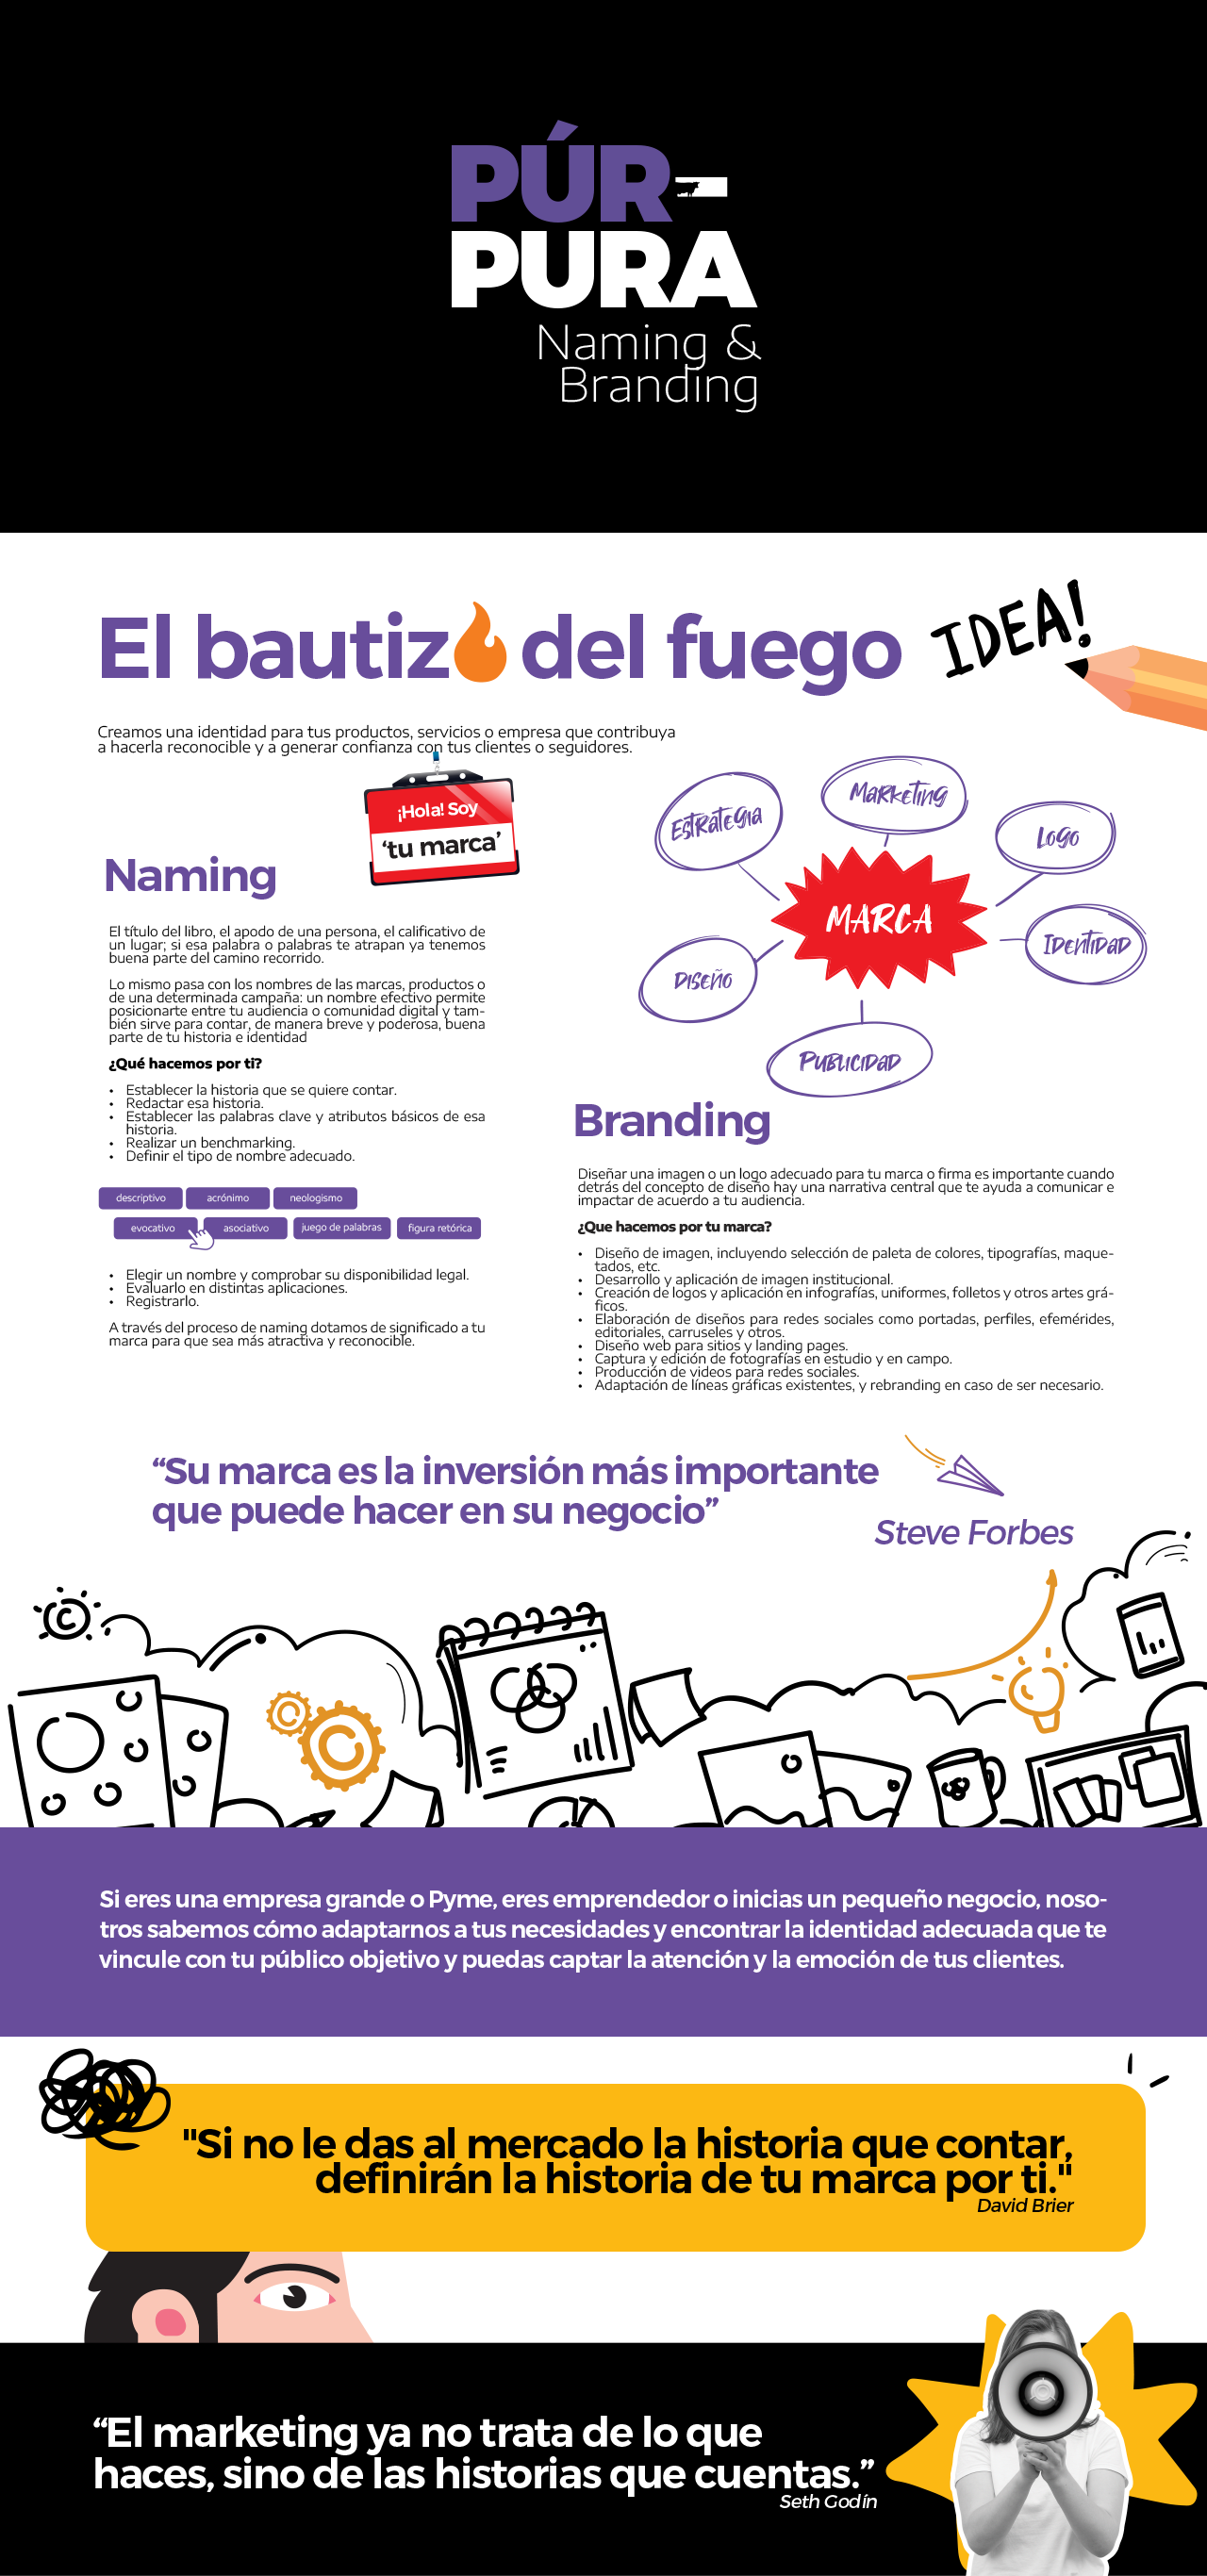 PÚR-
PURA
Naming &
Branding
El bautiz del fuego
IDEA!
Creamos una identidad para tus productos, servicios o empresa que contribuya
a hacerla reconocible y a generar confianza con tus clientes o seguidores.
¡Hola! Soy
‘tu marca’
Naming
El título del libro, el apodo de una persona, el calificativo de
un lugar; si esa palabra o palabras te atrapan ya tenemos
buena parte del camino recorrido.
Lo mismo pasa con los nombres de las marcas, productos o
de una determinada campaña: un nombre efectivo permite
posicionarte entre tu audiencia o comunidad digital y tam-
bién sirve para contar, de manera breve y poderosa, buena
parte de tu historia e identidad
¿Qué hacemos por ti?
• Establecer la historia que se quiere contar.
• Redactar esa historia.
• Establecer las palabras clave y atributos básicos de esa
historia.
• Realizar un benchmarking.
• Definir el tipo de nombre adecuado.
descriptivo acrónimo neologismo
evocativo asociativo juego de palabras figura retórica
• Elegir un nombre y comprobar su disponibilidad legal.
• Evaluarlo en distintas aplicaciones.
• Registrarlo.
A través del proceso de naming dotamos de significado a tu
marca para que sea más atractiva y reconocible.
Estrategia
Marketing
Logo
MARCA
Identidad
Diseño
Publicidad
Branding
Diseñar una imagen o un logo adecuado para tu marca o firma es importante cuando
detrás del concepto de diseño hay una narrativa central que te ayuda a comunicar e
impactar de acuerdo a tu audiencia.
¿Que hacemos por tu marca?
• Diseño de imagen, incluyendo selección de paleta de colores, tipografías, maque-
tados, etc.
• Desarrollo y aplicación de imagen institucional.
• Creación de logos y aplicación en infografías, uniformes, folletos y otros artes grá-
ficos.
• Elaboración de diseños para redes sociales como portadas, perfiles, efemérides,
editoriales, carruseles y otros.
• Diseño web para sitios y landing pages.
• Captura y edición de fotografías en estudio y en campo.
• Producción de videos para redes sociales.
• Adaptación de líneas gráficas existentes, y rebranding en caso de ser necesario.
“Su marca es la inversión más importante
que puede hacer en su negocio”
Steve Forbes
Si eres una empresa grande o Pyme, eres emprendedor o inicias un pequeño negocio, noso-
tros sabemos cómo adaptarnos a tus necesidades y encontrar la identidad adecuada que te
vincule con tu público objetivo y puedas captar la atención y la emoción de tus clientes.
"Si no le das al mercado la historia que contar,
definirán la historia de tu marca por ti."
David Brier
“El marketing ya no trata de lo que
haces, sino de las historias que cuentas.”
Seth Godín